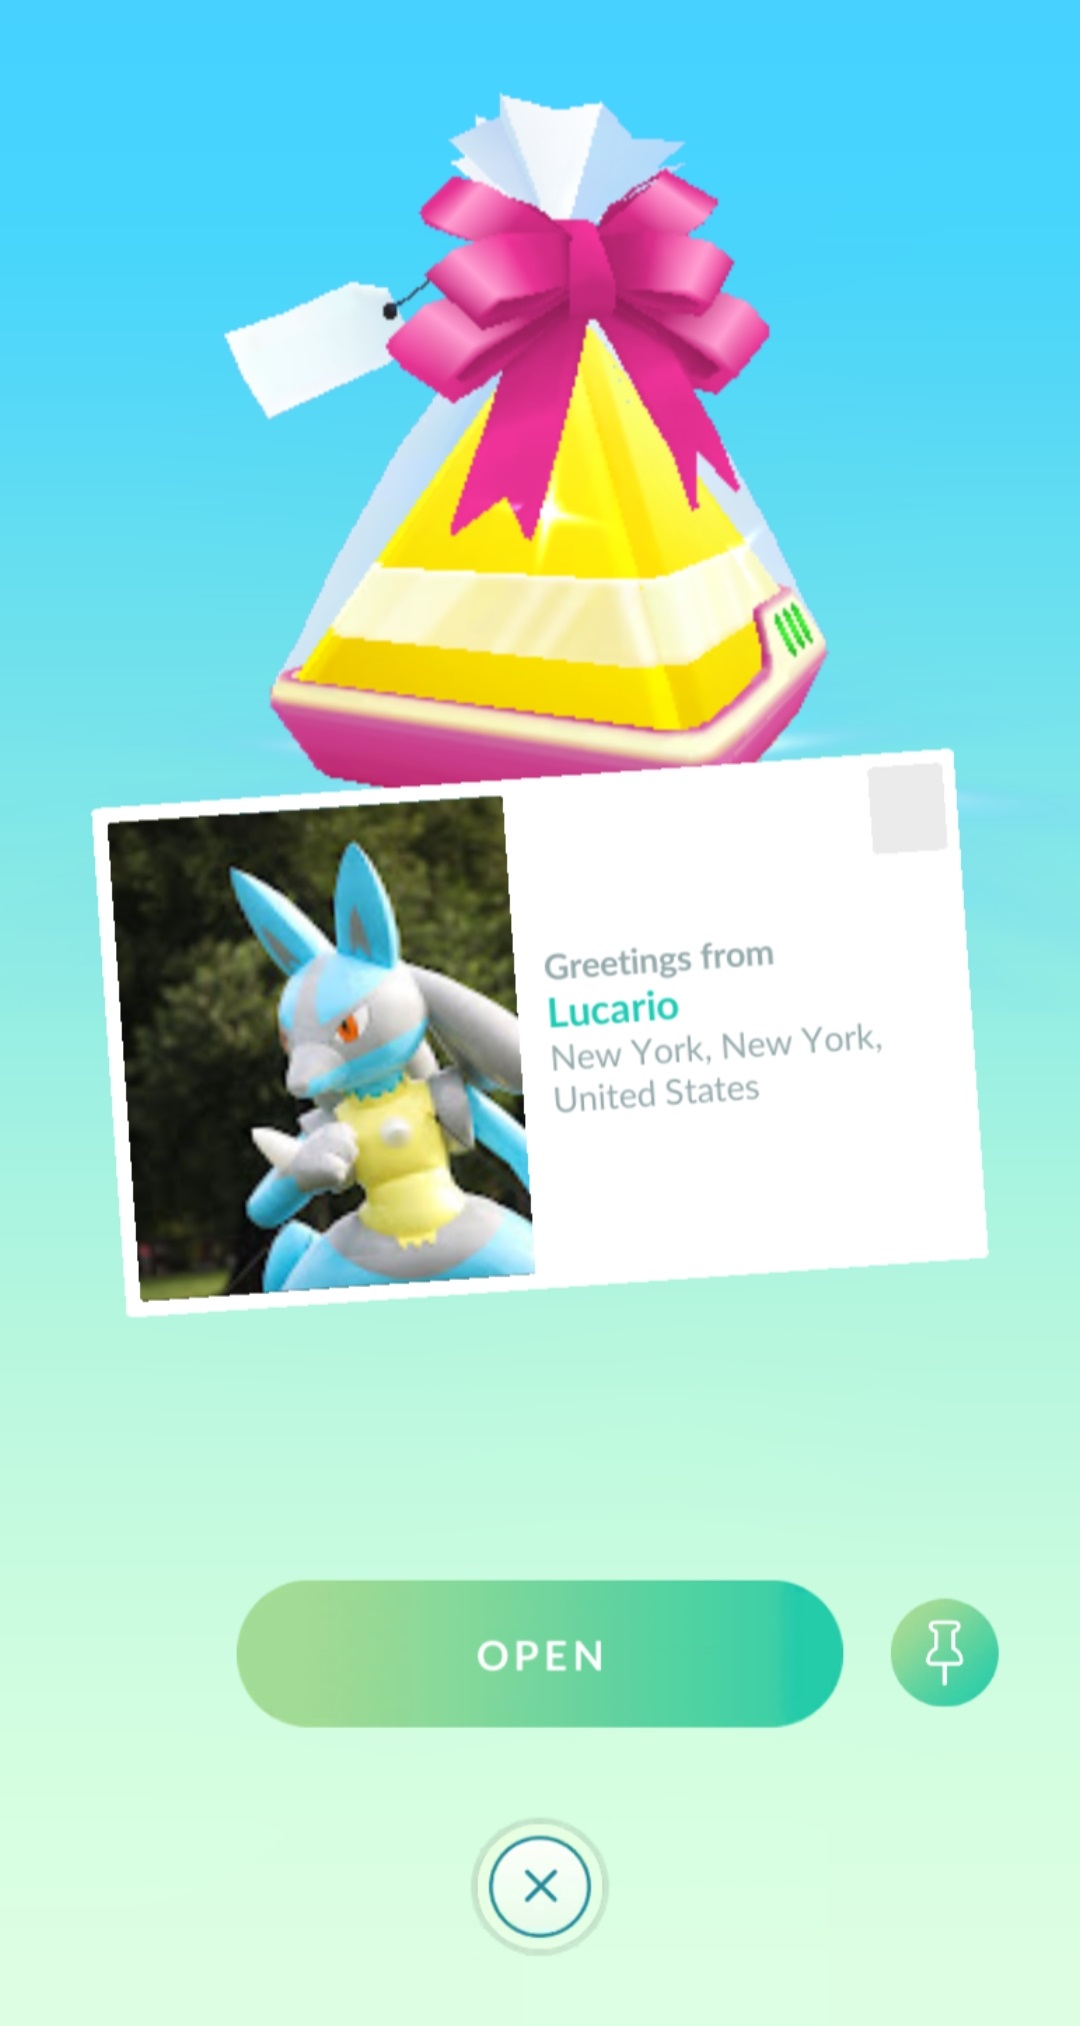 Greetings from
Lucario
New York, New York,
United States
OPEN